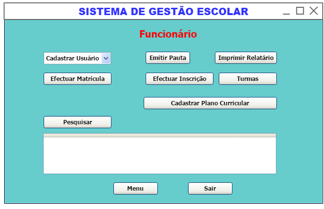 SISTEMA DE GESTÃO ESCOLAR
Funcionário
Cadastrar Usuário Emitir Pauta Imprimir Relatário
Efectuar Matrícula Efectuar Inscrição Turmas
Cadastrar Plano Curricular
Pesquisar
Menu Sair